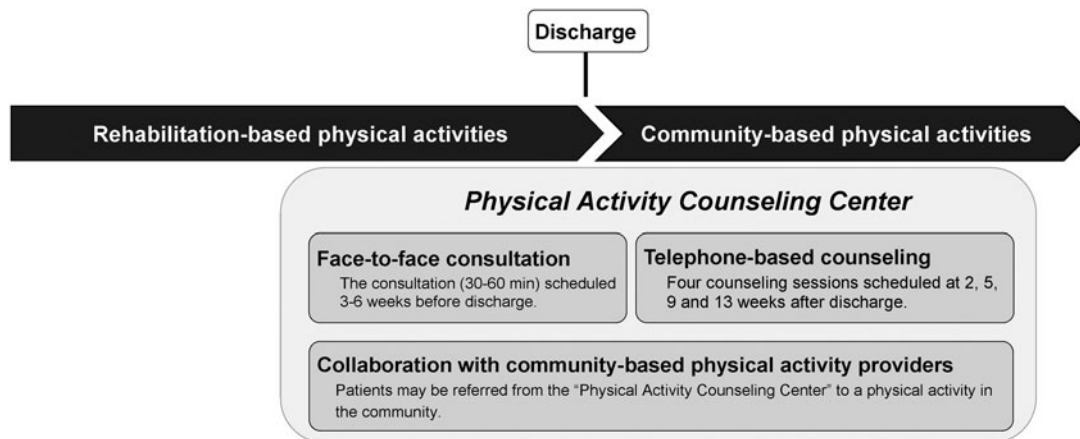 Discharge
Rehabilitation-based physical activities
Community-based physical activities
Physical Activity Counseling Center
Face-to-face consultation
The consultation (30-60 min) scheduled
3-6 weeks before discharge.
Telephone-based counseling
Four counseling sessions scheduled at 2, 5,
9 and 13 weeks after discharge.
Collaboration with community-based physical activity providers
Patients may be referred from the “Physical Activity Counseling Center” to a physical activity in
the community.